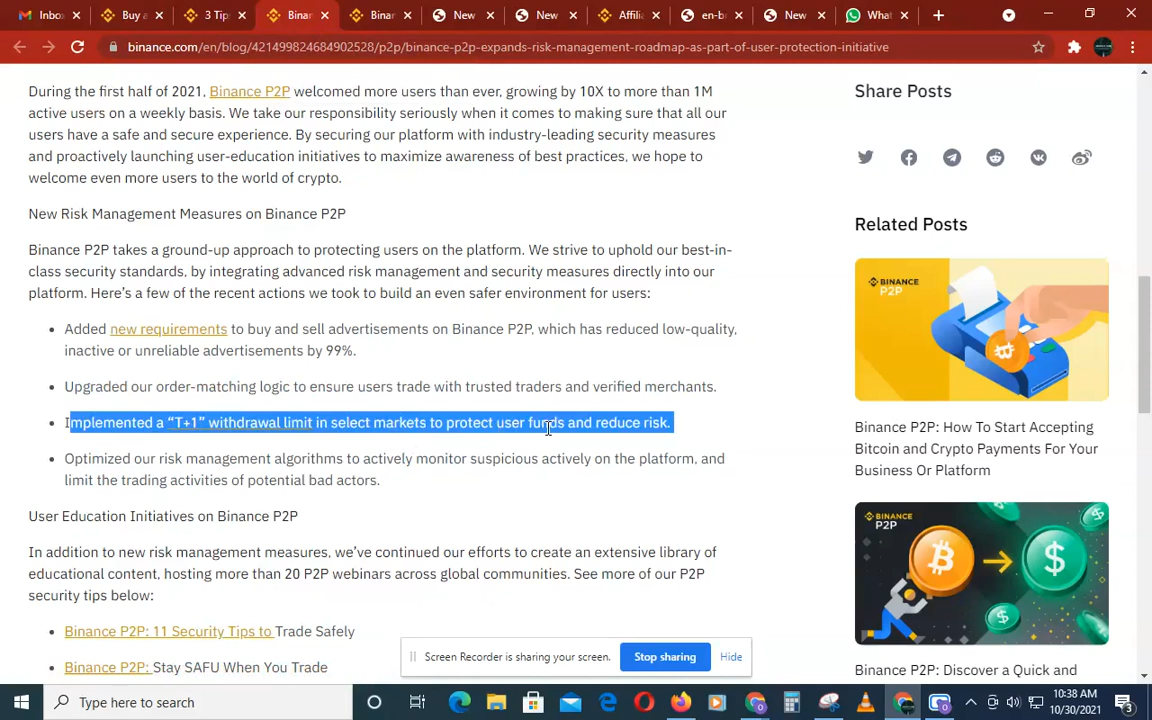 Inbox
Buy a
3 Tip
Binan
Binan
New
New
Affilia
en-b
New
What
binance.com/en/blog/421499824684902528/p2p/binance-p2p-expands-risk-management-roadmap-as-part-of-user-protection-initiative
During the first half of 2021, Binance P2P welcomed more users than ever, growing by 10X to more than 1M
active users on a weekly basis. We take our responsibility seriously when it comes to making sure that all our
users have a safe and secure experience. By securing our platform with industry-leading security measures
and proactively launching user-education initiatives to maximize awareness of best practices, we hope to
welcome even more users to the world of crypto.
New Risk Management Measures on Binance P2P
Binance P2P takes a ground-up approach to protecting users on the platform. We strive to uphold our best-in-
class security standards, by integrating advanced risk management and security measures directly into our
platform. Here's a few of the recent actions we took to build an even safer environment for users:
• Added new requirements to buy and sell advertisements on Binance P2P, which has reduced low-quality,
inactive or unreliable advertisements by 99%.
• Upgraded our order-matching logic to ensure users trade with trusted traders and verified merchants.
• Implemented a “T+1” withdrawal limit in select markets to protect user funds and reduce risk.
• Optimized our risk management algorithms to actively monitor suspicious actively on the platform, and
limit the trading activities of potential bad actors.
User Education Initiatives on Binance P2P
In addition to new risk management measures, we've continued our efforts to create an extensive library of
educational content, hosting more than 20 P2P webinars across global communities. See more of our P2P
security tips below:
• Binance P2P: 11 Security Tips to Trade Safely
• Binance P2P: Stay SAFU When You Trade
Share Posts
Related Posts
BINANCE
P2P
Binance P2P: How To Start Accepting
Bitcoin and Crypto Payments For Your
Business Or Platform
BINANCE
P2P
Binance P2P: Discover a Quick and
Screen Recorder is sharing your screen.
Stop sharing
Hide
Type here to search
10:38 AM
10/30/2021
3